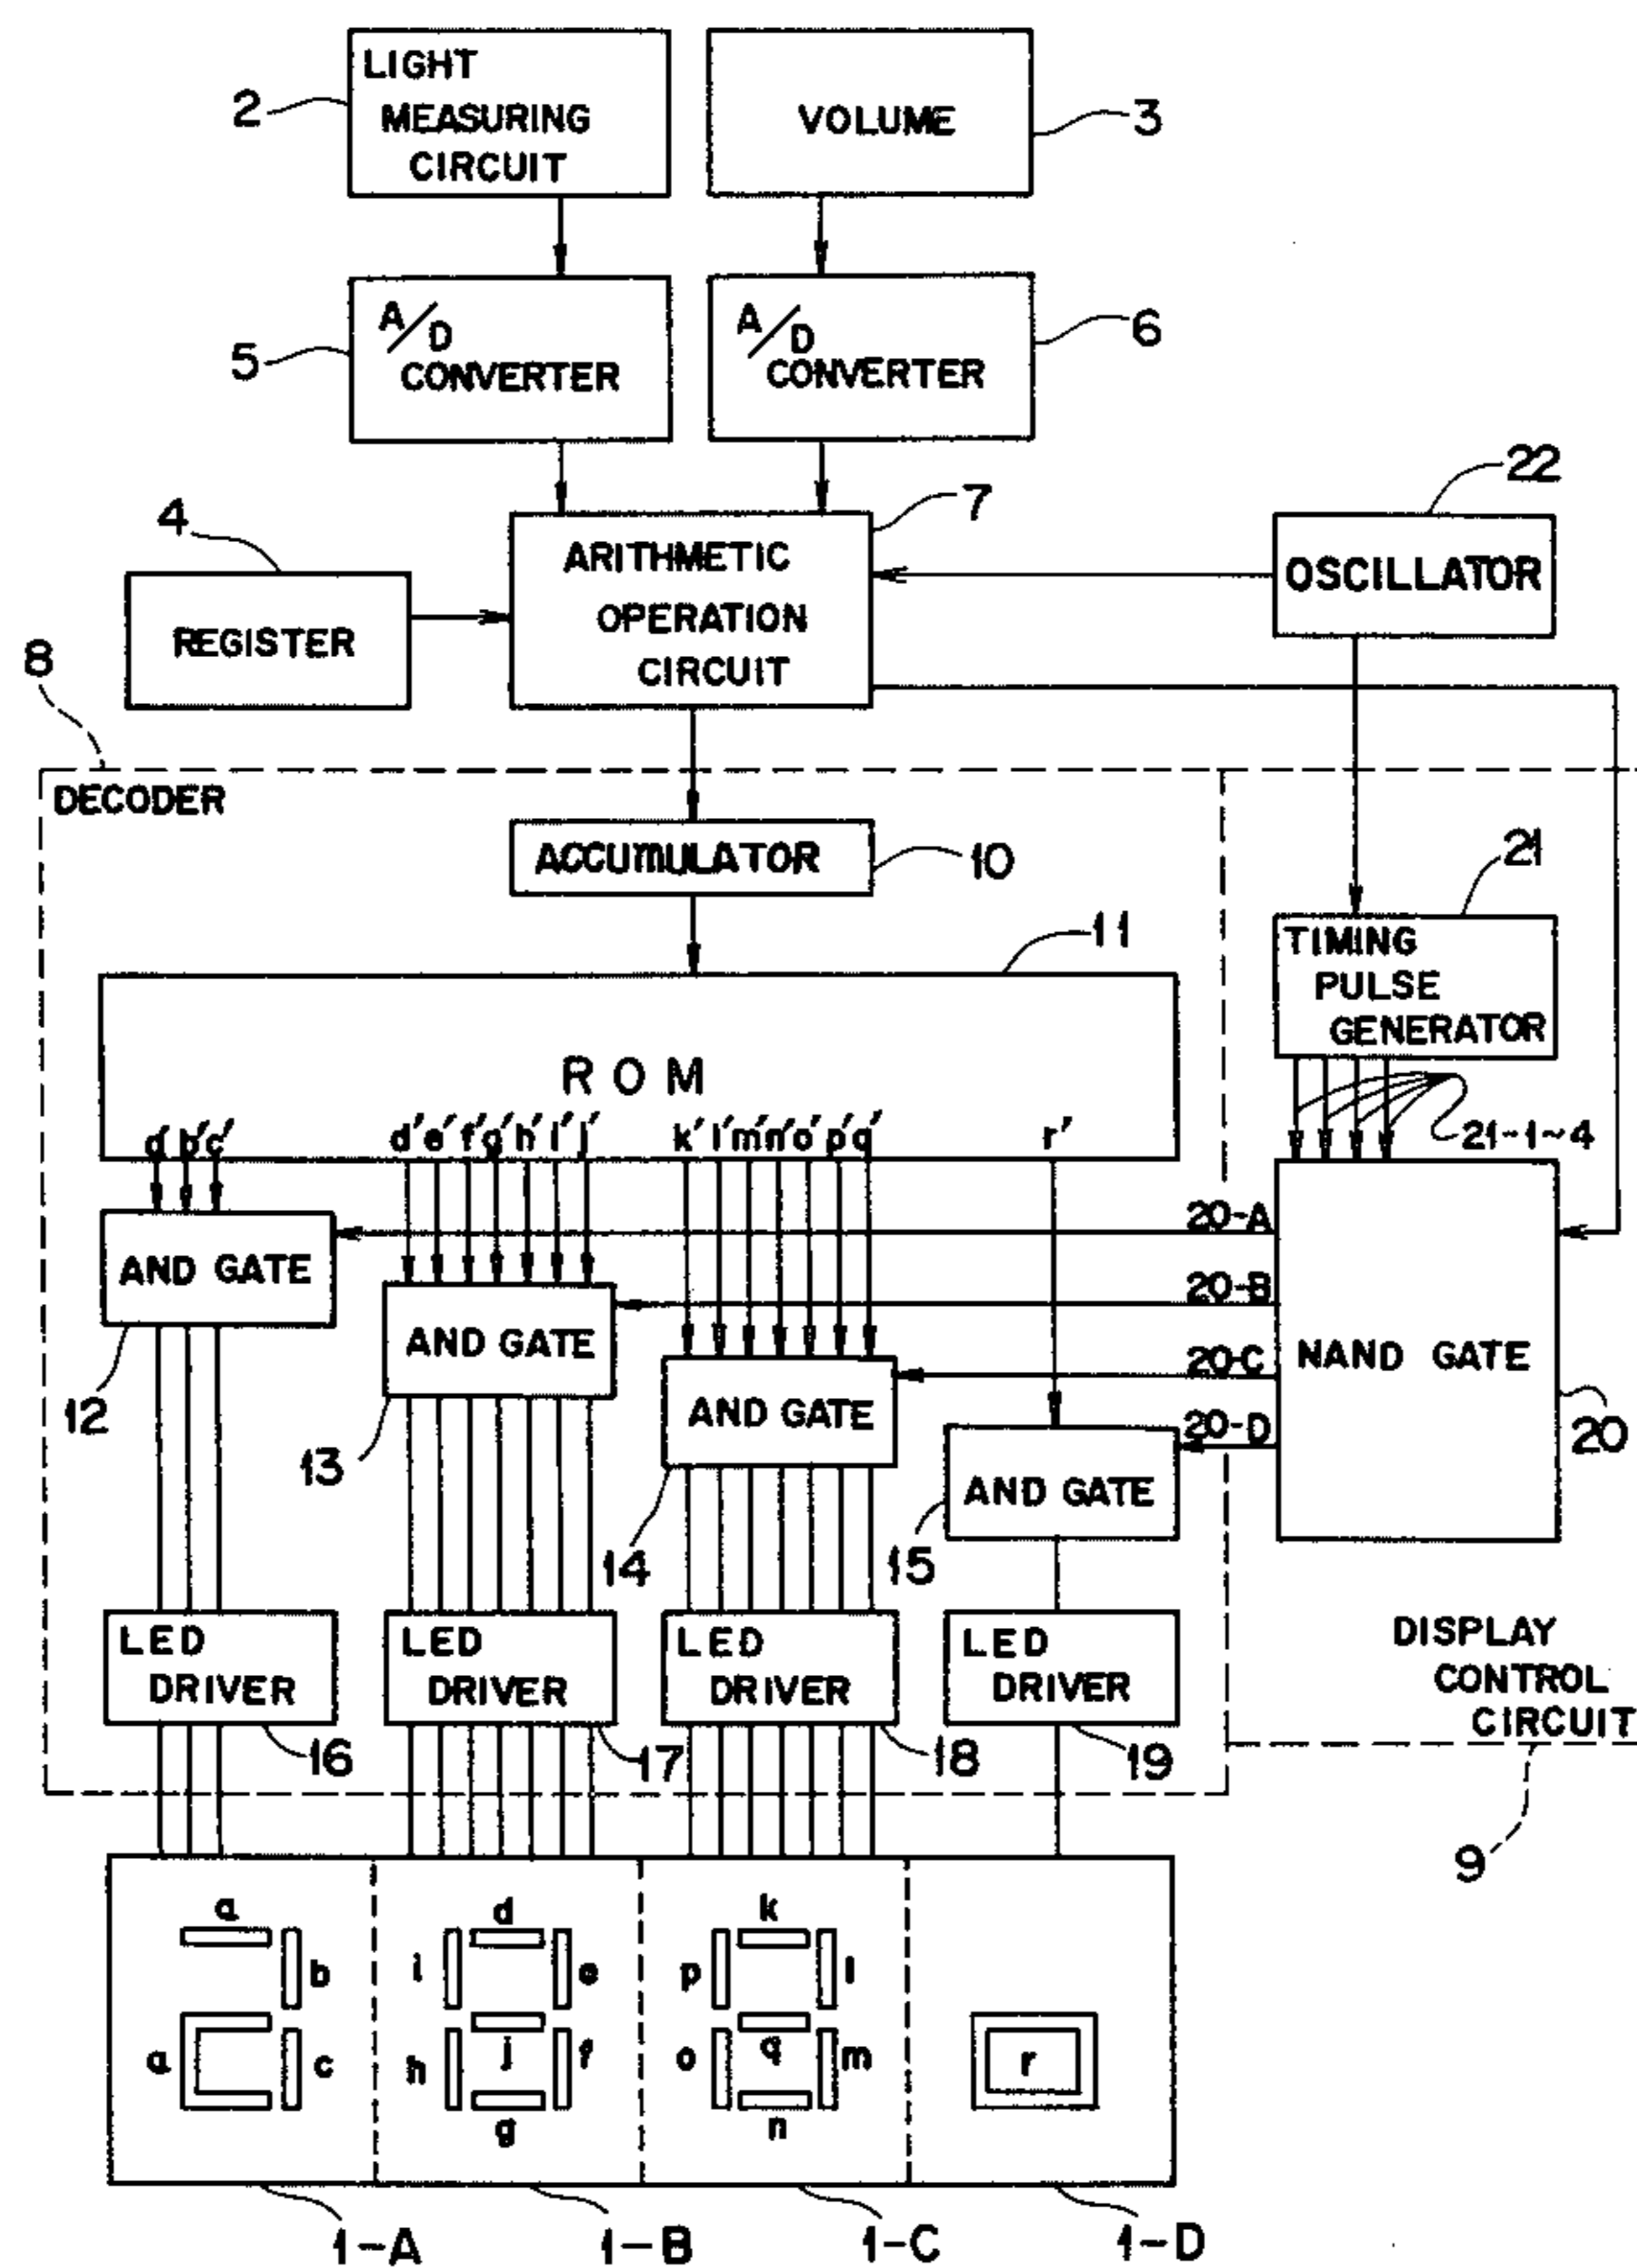 LIGHT
MEASURING
CIRCUIT
2
VOLUME
3
A/D
CONVERTER
5
A/D
CONVERTER
6
22
4
7
ARITHMETIC
OPERATION
CIRCUIT
OSCILLATOR
REGISTER
8
DECODER
ACCUMULATOR
10
21
TIMING
PULSE
GENERATOR
11
ROM
a' b' c' d' e' f' g' h' i' j' k' l' m' n' o' p' q' r'
21-1~4
20-A
AND GATE
20-B
AND GATE
20-C
NAND GATE
AND GATE
12
20-D
20
13
AND GATE
14
15
LED
DRIVER
LED
DRIVER
LED
DRIVER
LED
DRIVER
DISPLAY
CONTROL
CIRCUIT
16
17
18
19
9
a d k
b i e p l
a c h j f o q m r
g n
1-A 1-B 1-C 1-D